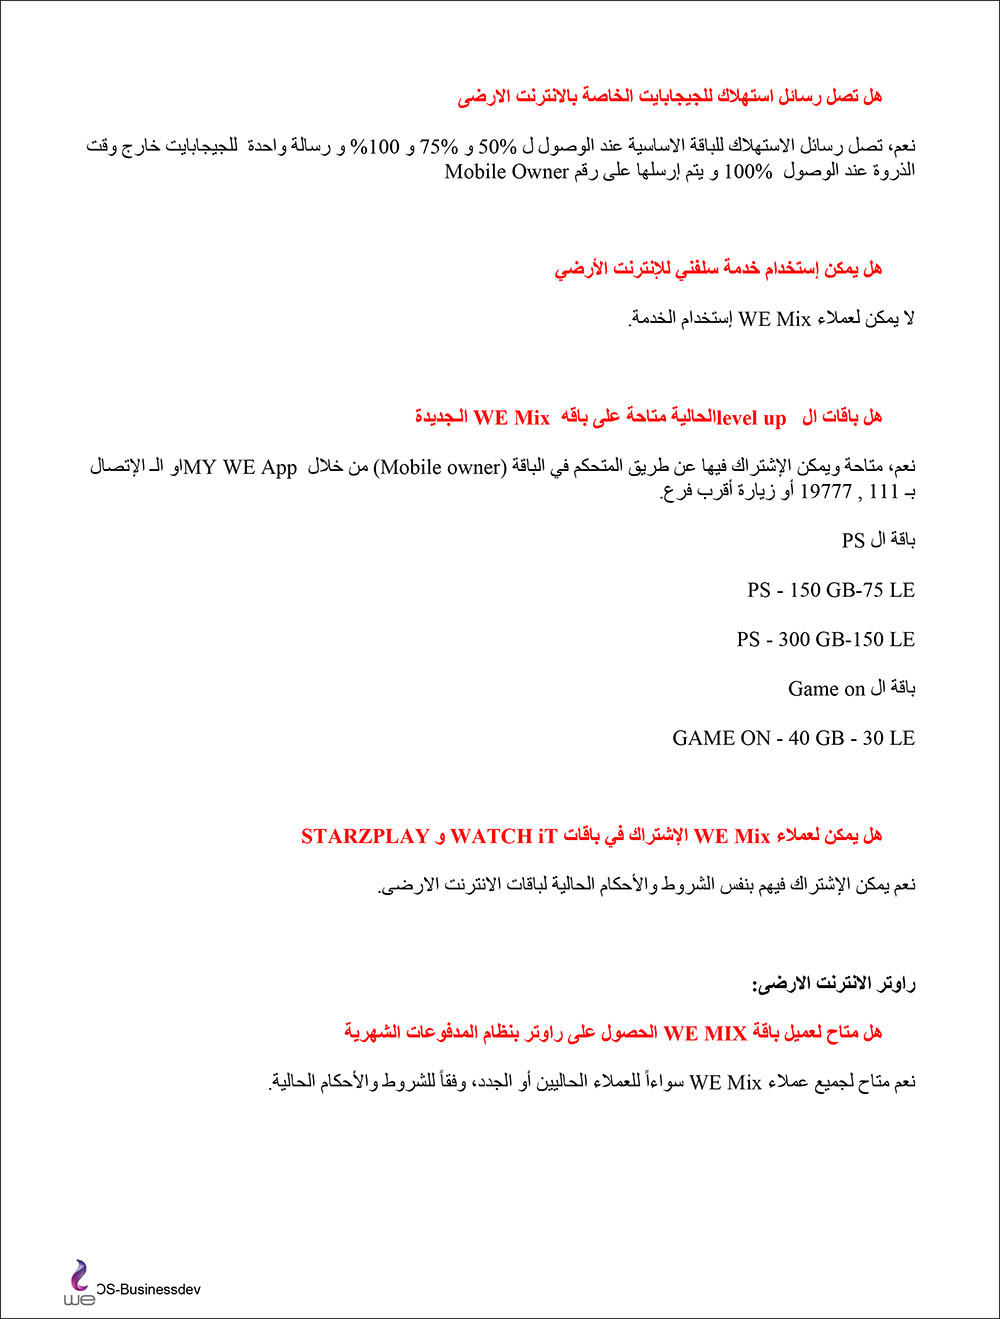 هل تصل رسائل استهلاك للجيجابايت الخاصة بالانترنت الارضى
نعم، تصل رسائل الاستهلاك للباقة الاساسية عند الوصول ل 50% و 75% و 100% و رسالة واحدة للجيجابايت خارج وقت
الذروة عند الوصول 100% و يتم إرسلها على رقم Mobile Owner
هل يمكن إستخدام خدمة سلفني للإنترنت الأرضي
لا يمكن لعملاء WE Mix إستخدام الخدمة.
هل باقات ال level up الحالية متاحة على باقه WE Mix الجديدة
نعم، متاحة ويمكن الإشتراك فيها عن طريق المتحكم في الباقة (Mobile owner) من خلال MY WE App او الـ الإتصال
بـ 111 , 19777 أو زيارة أقرب فرع.
باقة ال PS
PS - 150 GB-75 LE
PS - 300 GB-150 LE
باقة ال Game on
GAME ON - 40 GB - 30 LE
هل يمكن لعملاء WE Mix الإشتراك في باقات WATCH iT و STARZPLAY
نعم يمكن الإشتراك فيهم بنفس الشروط والأحكام الحالية لباقات الانترنت الارضى.
راوتر الانترنت الارضى:
هل متاح لعميل باقة WE MIX الحصول على راوتر بنظام المدفوعات الشهرية
نعم متاح لجميع عملاء WE Mix سواءاً للعملاء الحاليين أو الجدد، وفقاً للشروط والأحكام الحالية.
we
OS-Businessdev